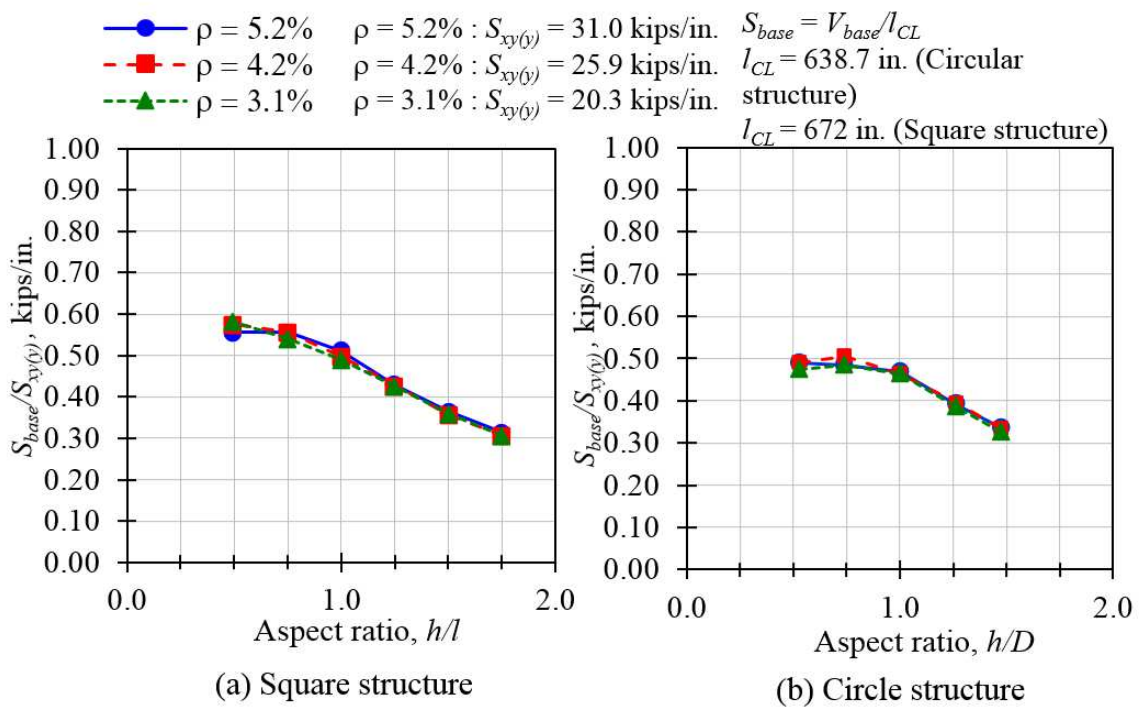 ρ = 5.2%
ρ = 4.2%
ρ = 3.1%
ρ = 5.2% : Sxy(y) = 31.0 kips/in.
ρ = 4.2% : Sxy(y) = 25.9 kips/in.
ρ = 3.1% : Sxy(y) = 20.3 kips/in.
Sbase = Vbase/lCL
lCL = 638.7 in. (Circular
structure)
lCL = 672 in. (Square structure)
Sbase/Sxy(y), kips/in.
1.00
0.90
0.80
0.70
0.60
0.50
0.40
0.30
0.20
0.10
0.00
0.0
1.0
2.0
Aspect ratio, h/l
(a) Square structure
Sbase/Sxy(y), kips/in.
1.00
0.90
0.80
0.70
0.60
0.50
0.40
0.30
0.20
0.10
0.00
0.0
1.0
2.0
Aspect ratio, h/D
(b) Circle structure